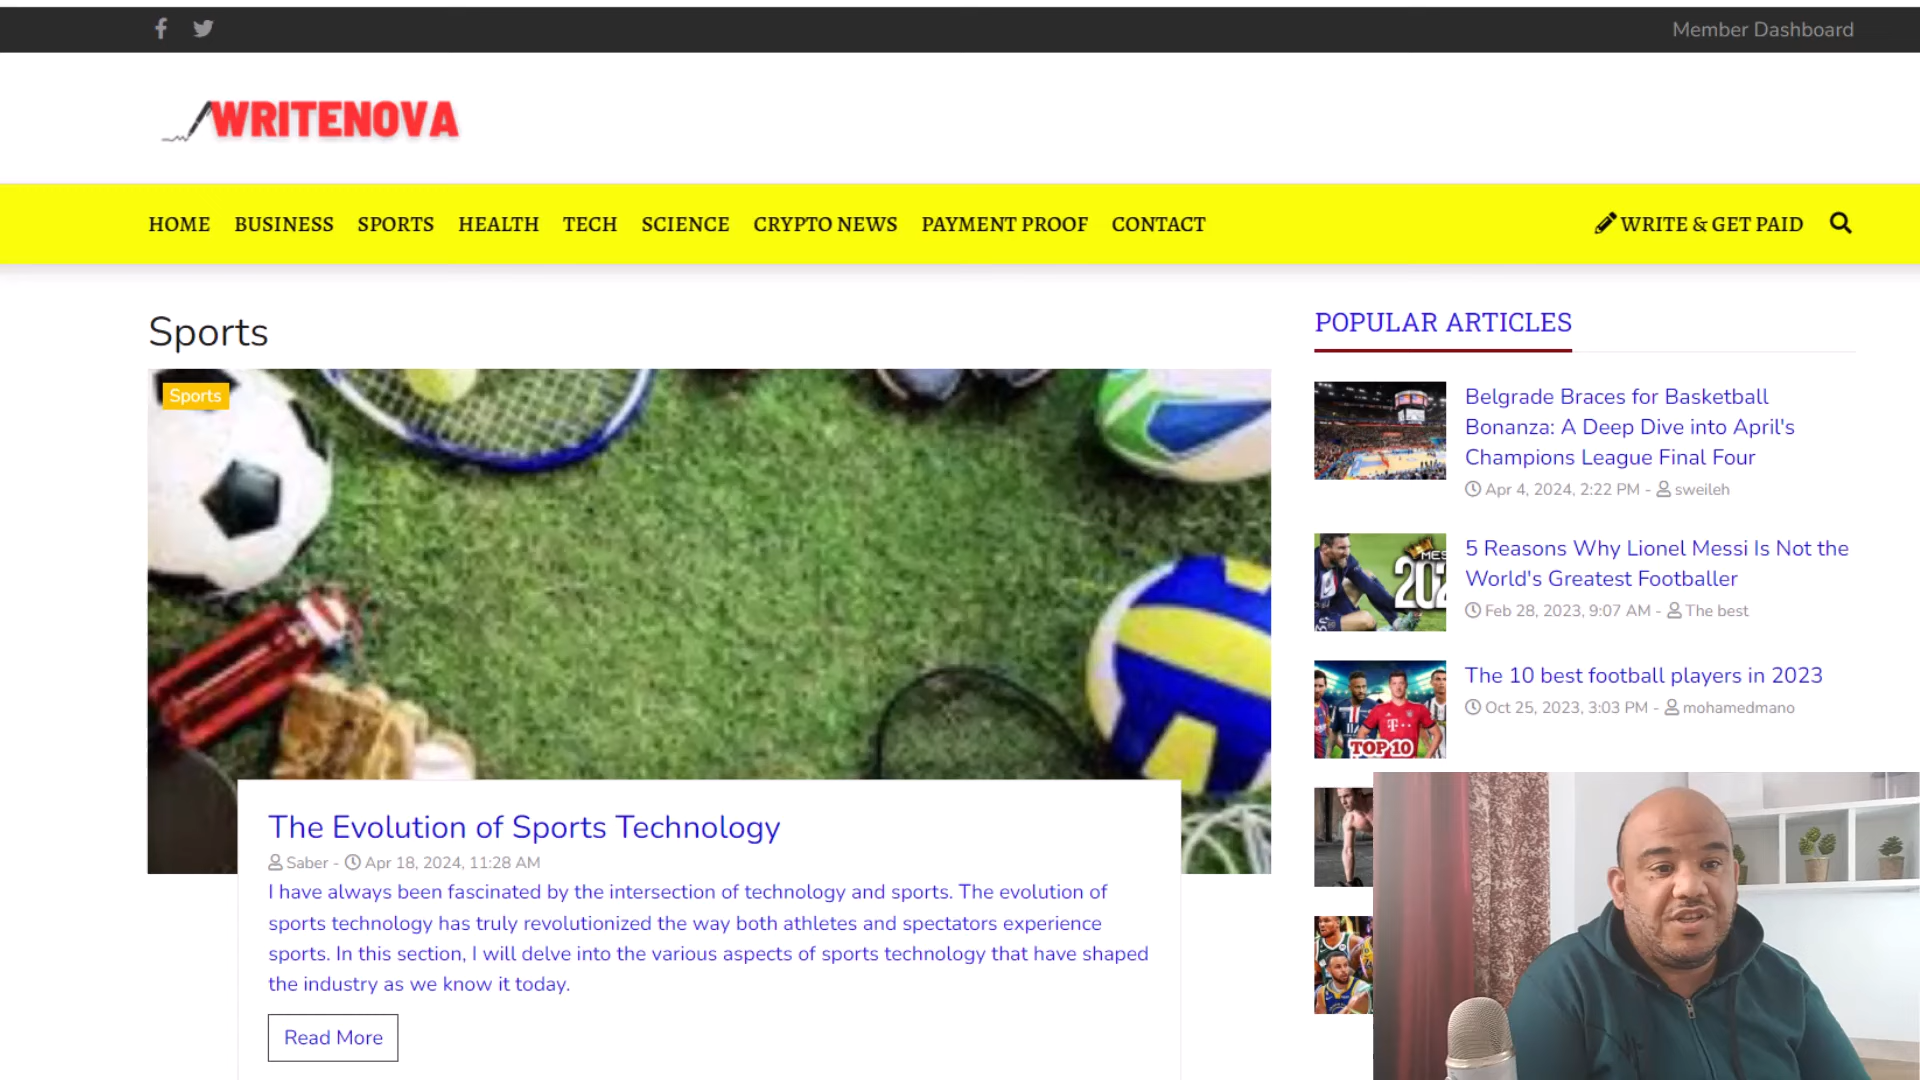 Member Dashboard
WRITENOVA
HOME BUSINESS SPORTS HEALTH TECH SCIENCE CRYPTO NEWS PAYMENT PROOF CONTACT WRITE & GET PAID
Sports
Sports
The Evolution of Sports Technology
Saber - Apr 18, 2024, 11:28 AM
I have always been fascinated by the intersection of technology and sports. The evolution of
sports technology has truly revolutionized the way both athletes and spectators experience
sports. In this section, I will delve into the various aspects of sports technology that have shaped
the industry as we know it today.
Read More
POPULAR ARTICLES
Belgrade Braces for Basketball
Bonanza: A Deep Dive into April's
Champions League Final Four
Apr 4, 2024, 2:22 PM - sweileh
MES
202
5 Reasons Why Lionel Messi Is Not the
World's Greatest Footballer
Feb 28, 2023, 9:07 AM - The best
TOP 10
The 10 best football players in 2023
Oct 25, 2023, 3:03 PM - mohamedmano